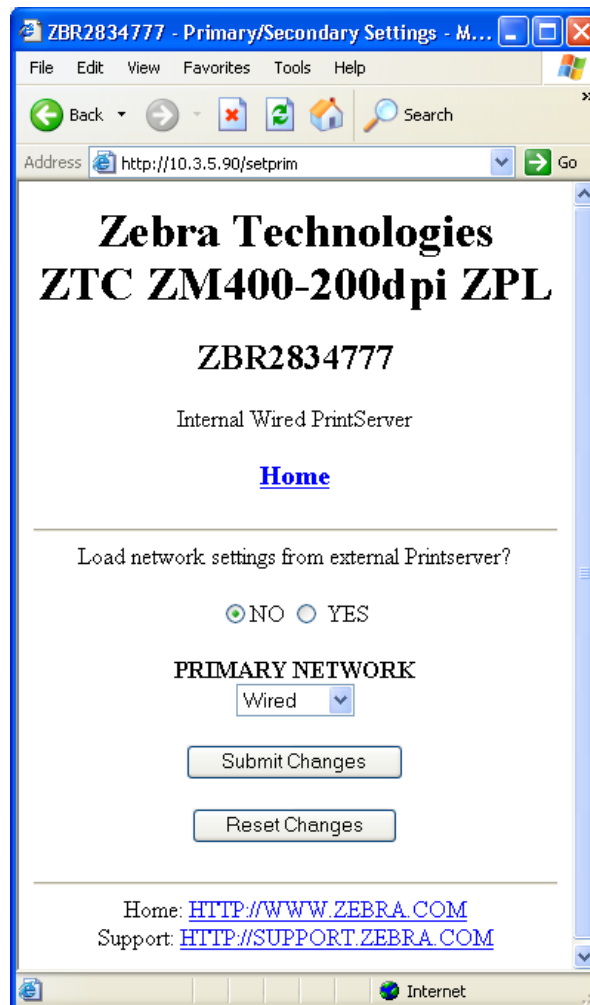 ZBR2834777 - Primary/Secondary Settings - M...
File Edit View Favorites Tools Help
Back Search »
Address http://10.3.5.90/setprim Go
Zebra Technologies
ZTC ZM400-200dpi ZPL
ZBR2834777
Internal Wired PrintServer
Home
Load network settings from external Printserver?
NO YES
PRIMARY NETWORK
Wired
Submit Changes
Reset Changes
Home: HTTP://WWW.ZEBRA.COM
Support: HTTP://SUPPORT.ZEBRA.COM
Internet